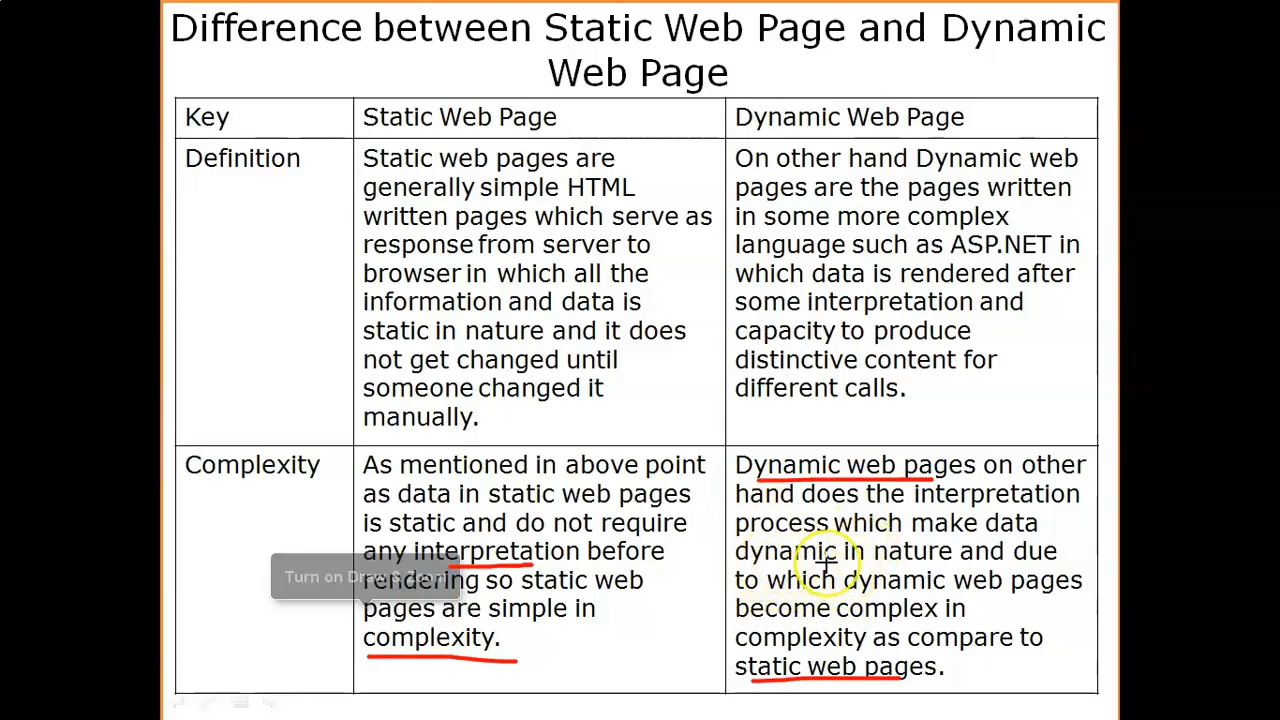 Difference between Static Web Page and Dynamic
Web Page
Key
Static Web Page
Dynamic Web Page
Definition
Static web pages are
generally simple HTML
written pages which serve as
response from server to
browser in which all the
information and data is
static in nature and it does
not get changed until
someone changed it
manually.
On other hand Dynamic web
pages are the pages written
in some more complex
language such as ASP.NET in
which data is rendered after
some interpretation and
capacity to produce
distinctive content for
different calls.
Complexity
As mentioned in above point
as data in static web pages
is static and do not require
any interpretation before
rendering so static web
pages are simple in
complexity.
Turn on Draw & Zoom
Dynamic web pages on other
hand does the interpretation
process which make data
dynamic in nature and due
to which dynamic web pages
become complex in
complexity as compare to
static web pages.